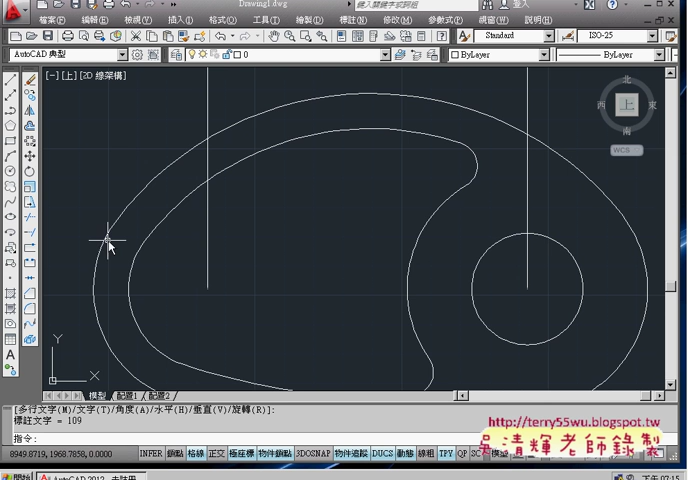 Drawing1.dwg
鍵入關鍵字或詞組
登入
檔案(F) 編輯(E) 檢視(V) 插入(I) 格式(O) 工具(T) 繪製(D) 標註(N) 修改(M) 參數式(P) 視窗(W) 說明(H)
Standard ISO-25
AutoCAD 典型 0 ByLayer ByLayer
[-] [上] [2D 線架構]
北
西 上 東
南
WCS
Y
X
模型 配置1 配置2
[多行文字(M)/文字(T)/角度(A)/水平(H)/垂直(V)/旋轉(R)]:
標註文字 = 109
指令:
http://terry55wu.blogspot.tw
吳清輝老師錄製
8949.8719, 1968.7858, 0.0000 INFER 鎖點 格線 正交 極座標 物件鎖點 3DOSNAP 物件追蹤 DUCS 動態 線粗 TPY QP SC 模型
開始 AutoCAD 2012 下午 07:15